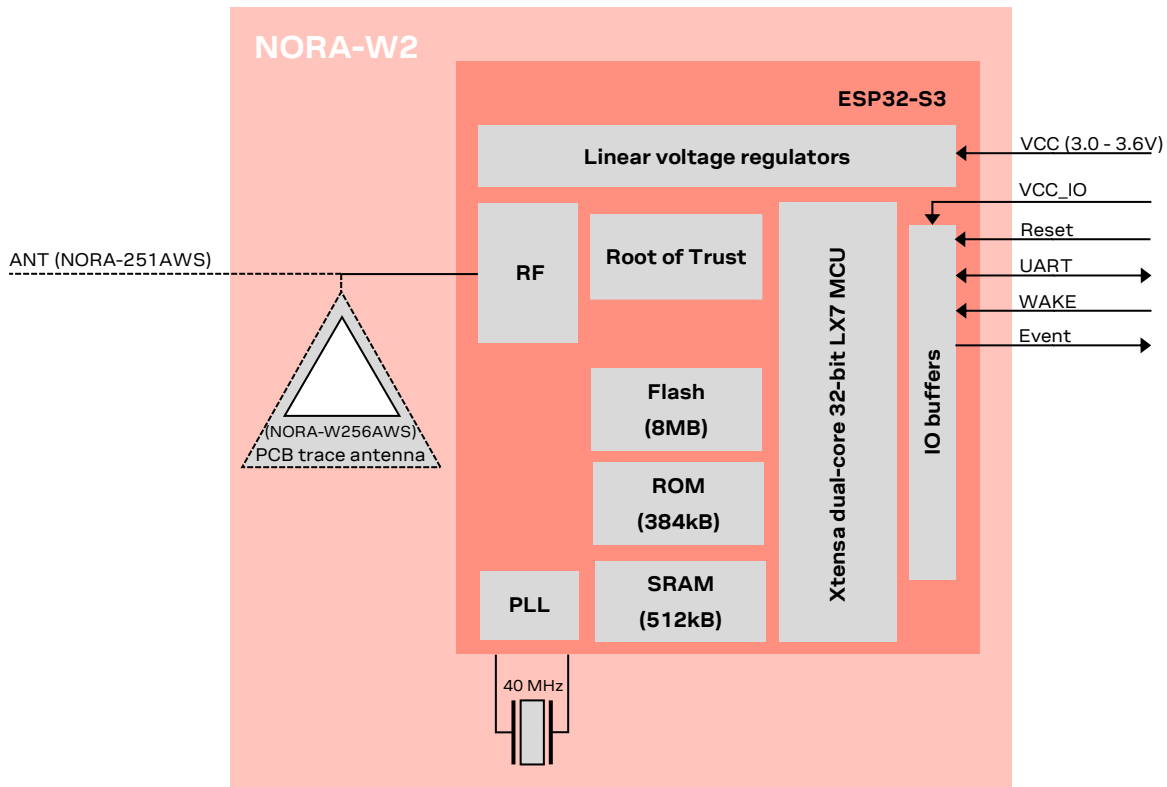 NORA-W2
ESP32-S3
Linear voltage regulators
VCC (3.0 - 3.6V)
VCC_IO
Reset
UART
WAKE
Event
ANT (NORA-251AWS)
RF
Root of Trust
Xtensa dual-core 32-bit LX7 MCU
IO buffers
Flash
(8MB)
(NORA-W256AWS)
PCB trace antenna
ROM
(384kB)
PLL
SRAM
(512kB)
40 MHz